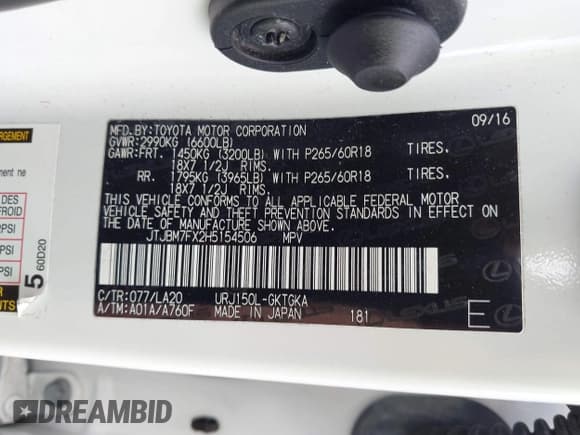 09/16
MFD.BY:TOYOTA MOTOR CORPORATION
GVWR:2990KG (6600LB)
GAWR:FRT. 1450KG (3200LB) WITH P265/60R18 TIRES.
18X7 1/2J RIMS.
RR. 1795KG (3965LB) WITH P265/60R18 TIRES.
18X7 1/2J RIMS.
THIS VEHICLE CONFORMS TO ALL APPLICABLE FEDERAL MOTOR
VEHICLE SAFETY AND THEFT PREVENTION STANDARDS IN EFFECT ON
THE DATE OF MANUFACTURE SHOWN ABOVE.
JTJBM7FX2H5154506 MPV
C/TR:077/LA20 URJ150L-GKTGKA
A/TM:A01A/A760F MADE IN JAPAN 181 E
LEXUS
5 60D20
DREAMBID